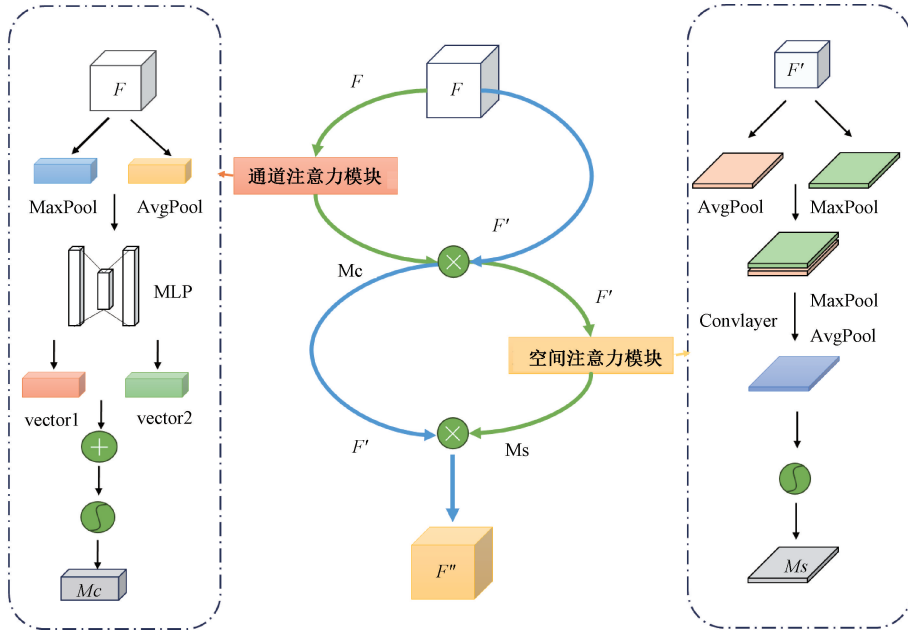 F
MaxPool
AvgPool
MLP
vector1
vector2
Mc
F
F
通道注意力模块
F′
Mc
F′
空间注意力模块
F′
Ms
F″
F′
AvgPool
MaxPool
Convlayer
MaxPool
AvgPool
Ms